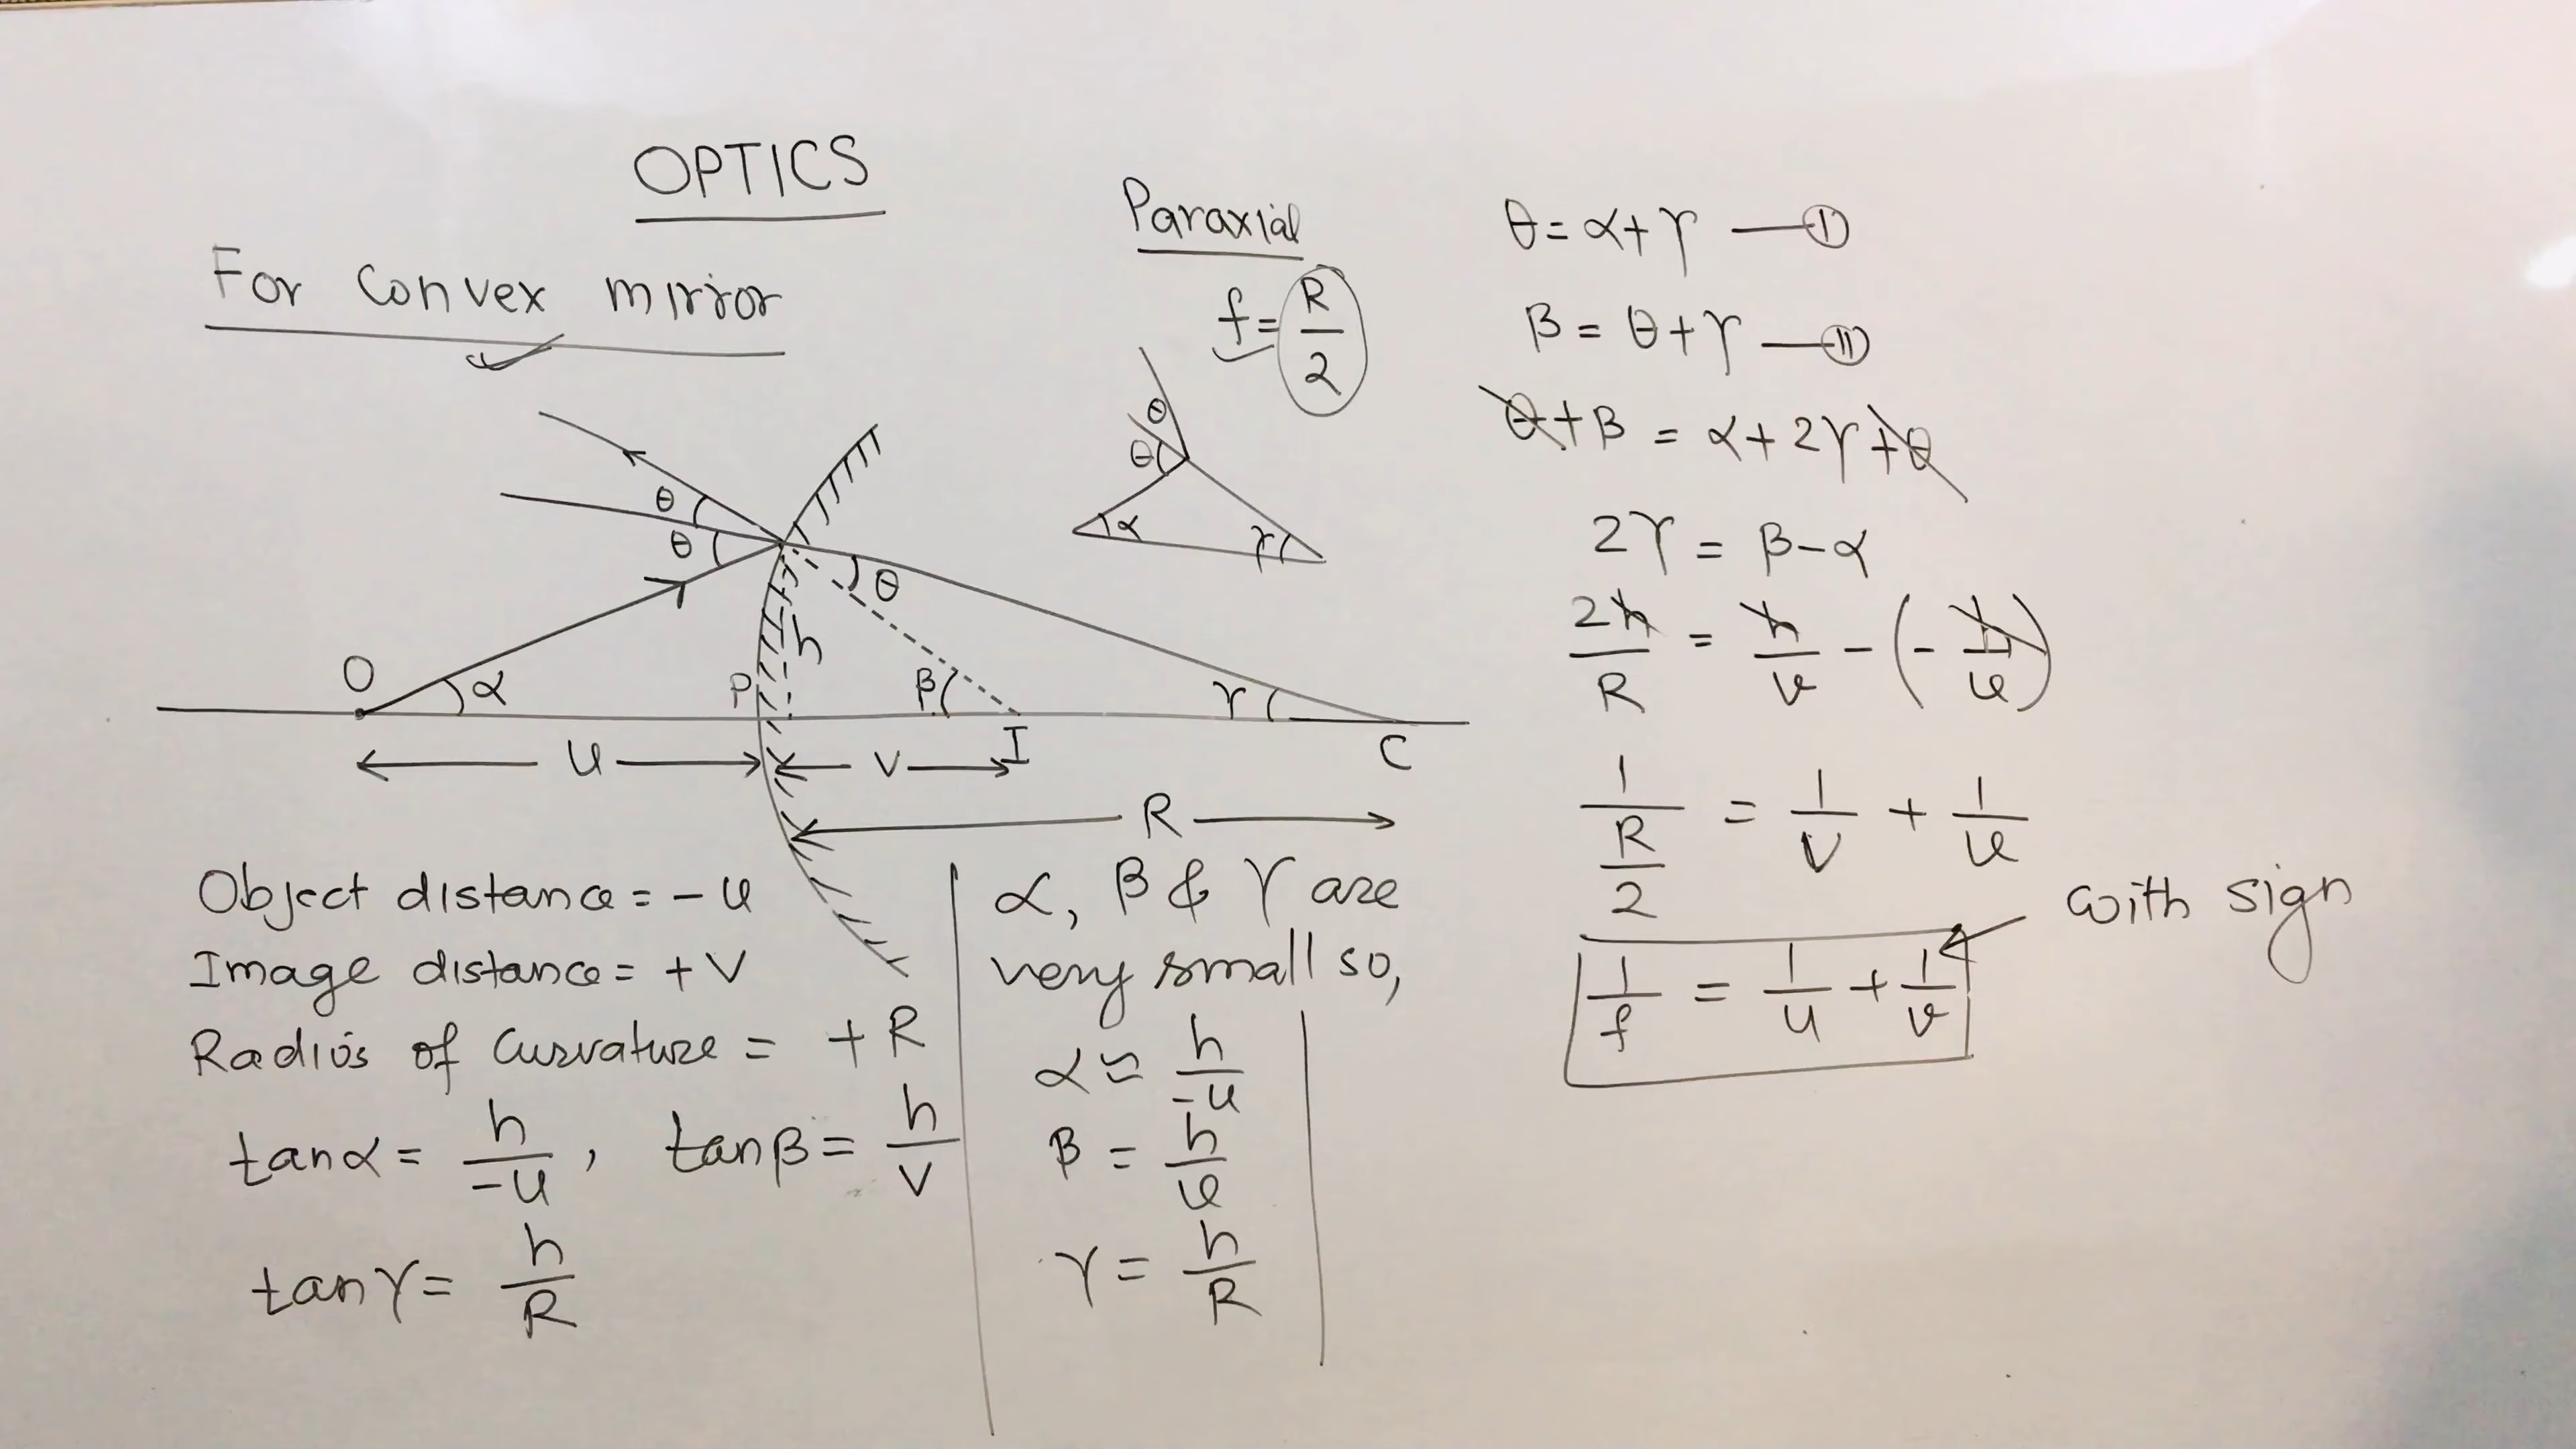 OPTICS
For Convex mirror
Paraxial
f = R/2
θ
θ
α
γ
θ
θ
θ
h
O
α
P
β
γ
I
C
u
v
R
Object distance = -u
Image distance = +v
Radius of Curvature = +R
tanα = h/-u , tanβ = h/v
tanγ = h/R
α, β & γ are
very small so,
α ≃ h/-u
β = h/v
γ = h/R
θ = α+γ —(I)
β = θ+γ —(II)
θ+β = α+2γ+θ
2γ = β-α
2h/R = h/v - (-h/u)
1/(R/2) = 1/v + 1/u
with sign
1/f = 1/u + 1/v